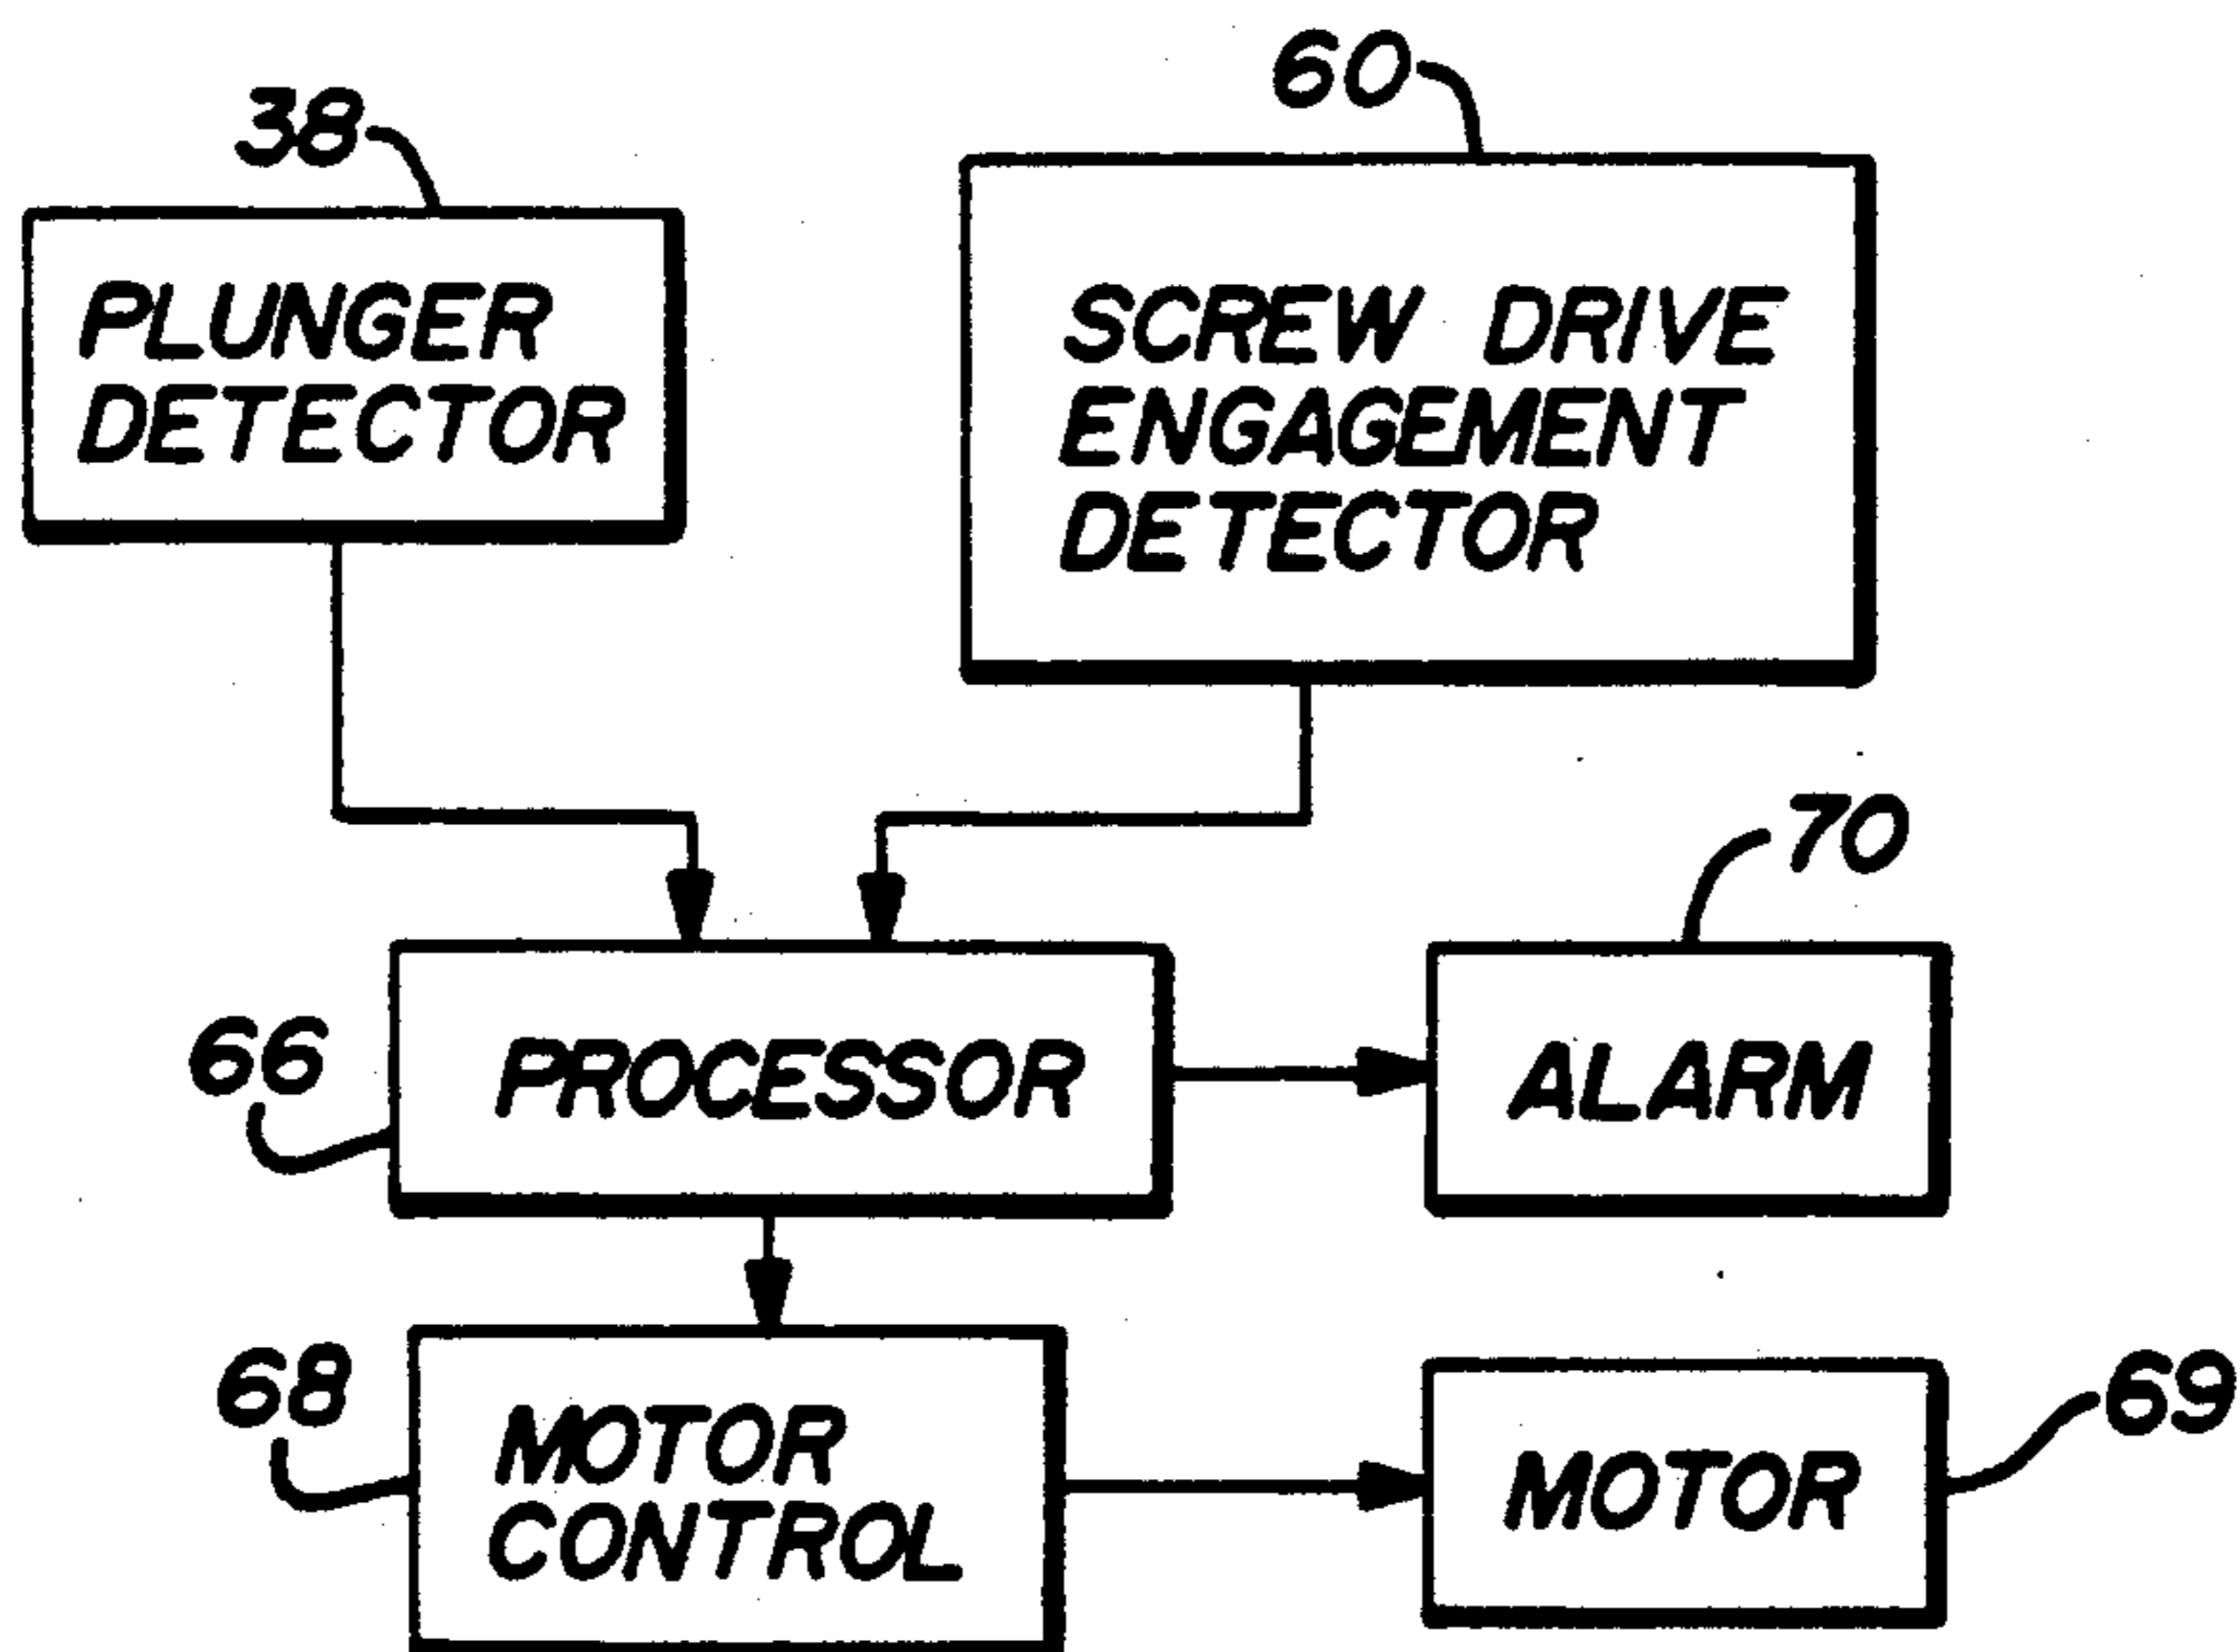 38
60
PLUNGER
DETECTOR
SCREW DRIVE
ENGAGEMENT
DETECTOR
70
66
PROCESSOR
ALARM
68
MOTOR
CONTROL
MOTOR
69